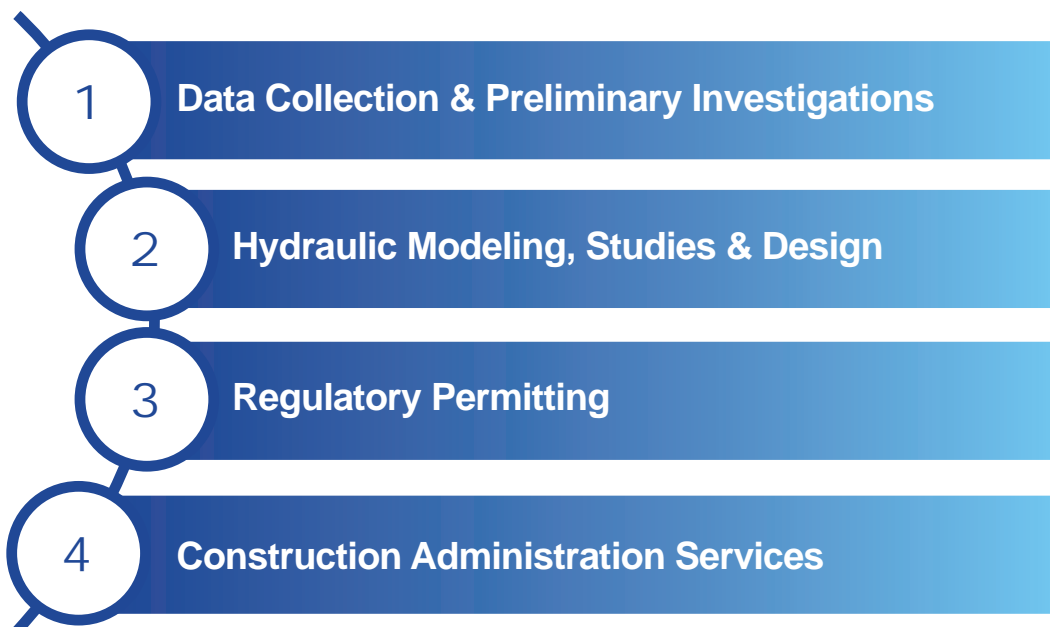 1
Data Collection & Preliminary Investigations
2
Hydraulic Modeling, Studies & Design
3
Regulatory Permitting
4
Construction Administration Services